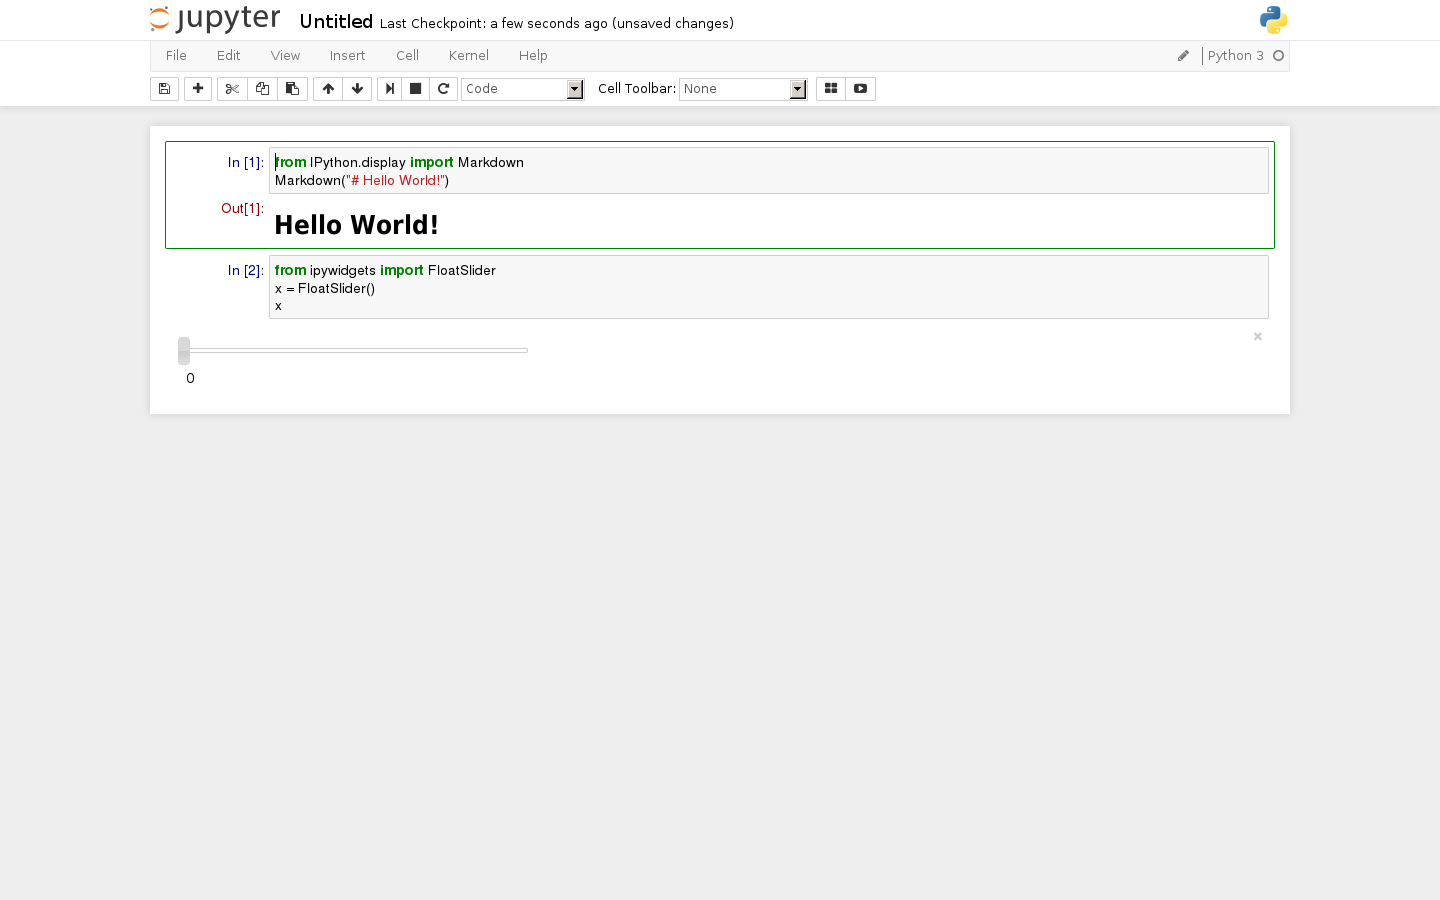 jupyter Untitled Last Checkpoint: a few seconds ago (unsaved changes)
File Edit View Insert Cell Kernel Help Python 3
Code Cell Toolbar: None
In [1]: from IPython.display import Markdown
Markdown("# Hello World!")
Out[1]: Hello World!
In [2]: from ipywidgets import FloatSlider
x = FloatSlider()
x
0